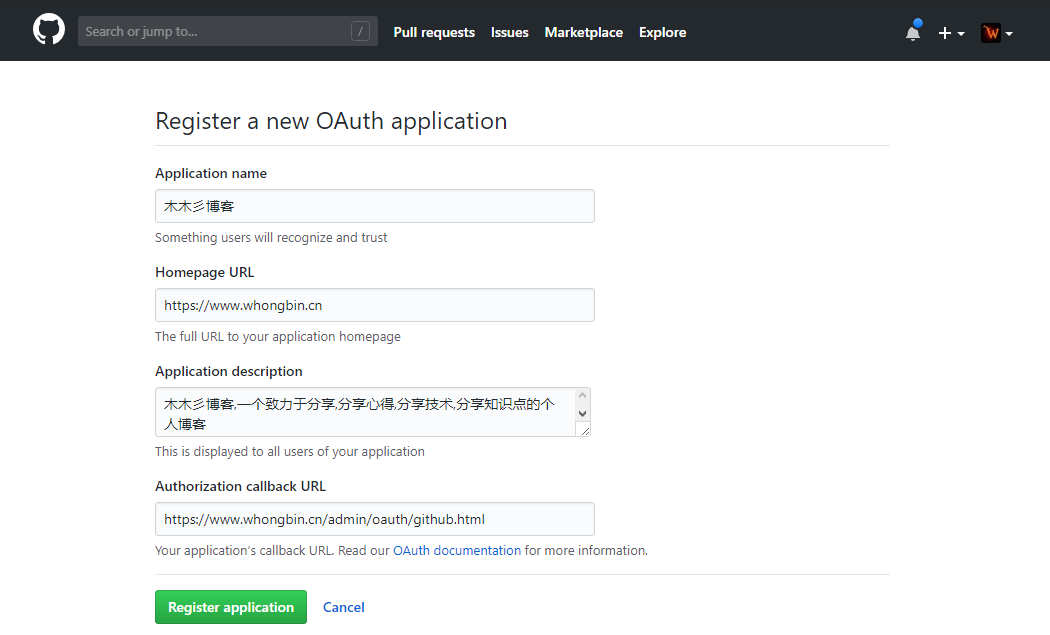 Search or jump to... /
Pull requests Issues Marketplace Explore
Register a new OAuth application
Application name
木木彡博客
Something users will recognize and trust
Homepage URL
https://www.whongbin.cn
The full URL to your application homepage
Application description
木木彡博客,一个致力于分享,分享心得,分享技术,分享知识点的个
人博客
This is displayed to all users of your application
Authorization callback URL
https://www.whongbin.cn/admin/oauth/github.html
Your application's callback URL. Read our OAuth documentation for more information.
Register application Cancel